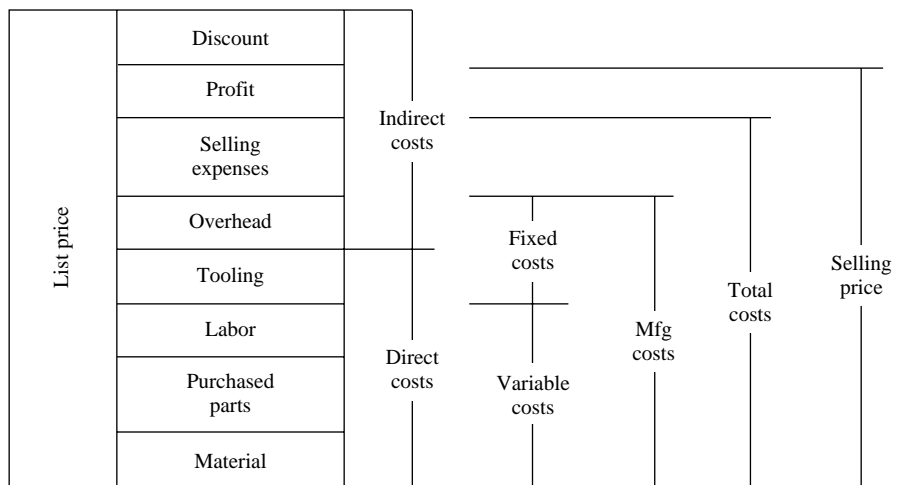 List price
Discount
Profit
Selling
expenses
Overhead
Tooling
Labor
Purchased
parts
Material
Indirect
costs
Direct
costs
Fixed
costs
Variable
costs
Mfg
costs
Total
costs
Selling
price